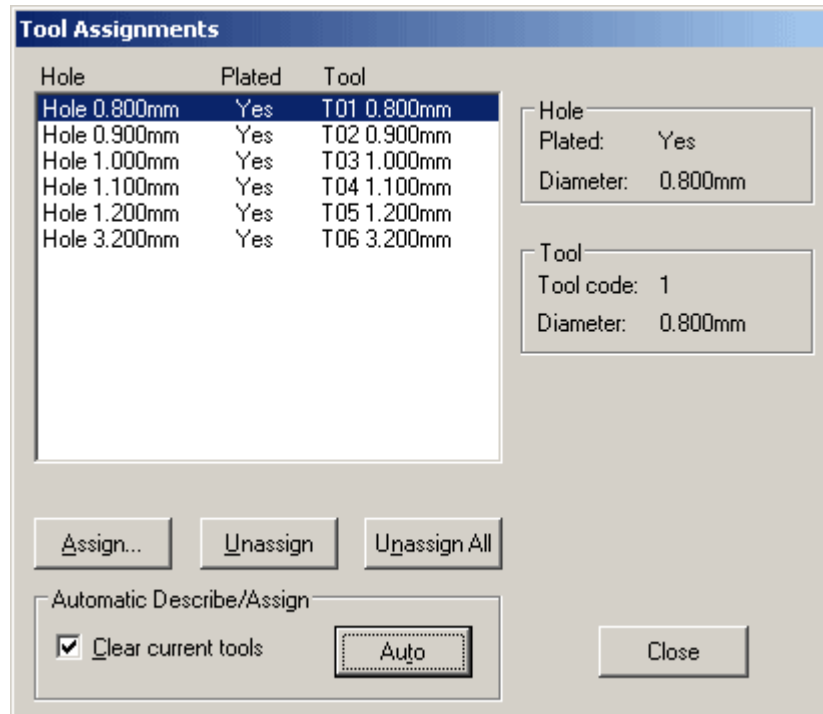 Tool Assignments
Hole Plated Tool
Hole 0.800mm Yes T01 0.800mm
Hole 0.900mm Yes T02 0.900mm
Hole 1.000mm Yes T03 1.000mm
Hole 1.100mm Yes T04 1.100mm
Hole 1.200mm Yes T05 1.200mm
Hole 3.200mm Yes T06 3.200mm
Hole
Plated: Yes
Diameter: 0.800mm
Tool
Tool code: 1
Diameter: 0.800mm
Assign... Unassign Unassign All
Automatic Describe/Assign
Clear current tools Auto Close